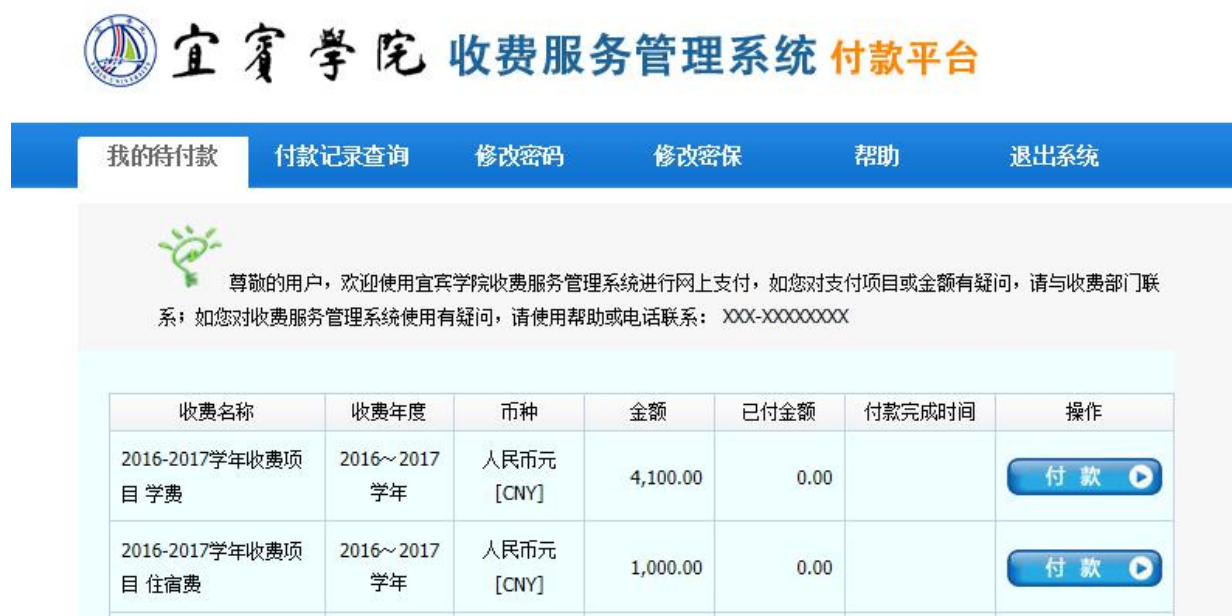 宜賓學院 收费服务管理系统 付款平台
我的待付款 付款记录查询 修改密码 修改密保 帮助 退出系统
尊敬的用户，欢迎使用宜宾学院收费服务管理系统进行网上支付，如您对支付项目或金额有疑问，请与收费部门联
系；如您对收费服务管理系统使用有疑问，请使用帮助或电话联系： XXX-XXXXXXXX
收费名称 收费年度 币种 金额 已付金额 付款完成时间 操作
2016-2017学年收费项 2016～2017 人民币元
目 学费 学年 [CNY] 4,100.00 0.00 付 款
2016-2017学年收费项 2016～2017 人民币元
目 住宿费 学年 [CNY] 1,000.00 0.00 付 款